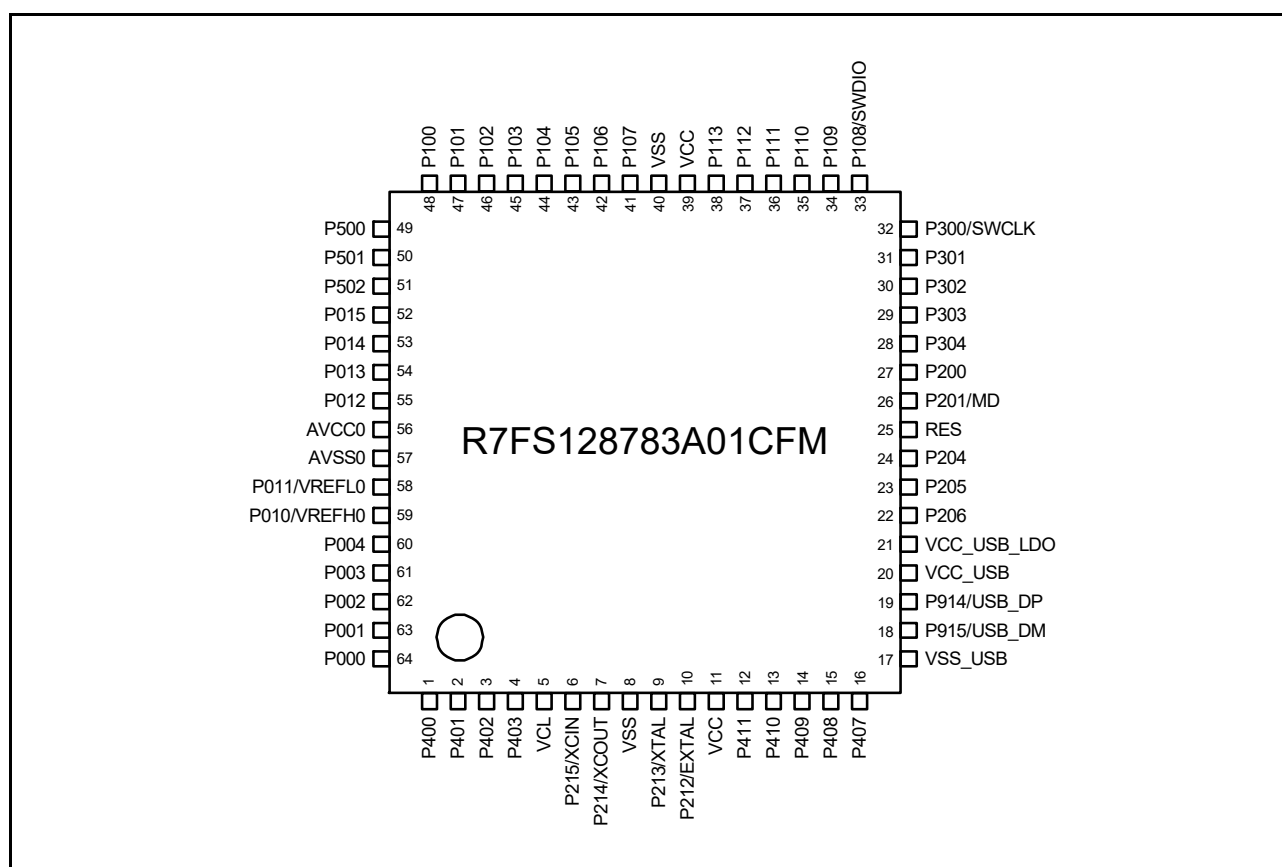 P100
P101
P102
P103
P104
P105
P106
P107
VSS
VCC
P113
P112
P111
P110
P109
P108/SWDIO
48
47
46
45
44
43
42
41
40
39
38
37
36
35
34
33
P500 49
P501 50
P502 51
P015 52
P014 53
P013 54
P012 55
AVCC0 56
AVSS0 57
P011/VREFL0 58
P010/VREFH0 59
P004 60
P003 61
P002 62
P001 63
P000 64
R7FS128783A01CFM
32 P300/SWCLK
31 P301
30 P302
29 P303
28 P304
27 P200
26 P201/MD
25 RES
24 P204
23 P205
22 P206
21 VCC_USB_LDO
20 VCC_USB
19 P914/USB_DP
18 P915/USB_DM
17 VSS_USB
1
2
3
4
5
6
7
8
9
10
11
12
13
14
15
16
P400
P401
P402
P403
VCL
P215/XCIN
P214/XCOUT
VSS
P213/XTAL
P212/EXTAL
VCC
P411
P410
P409
P408
P407